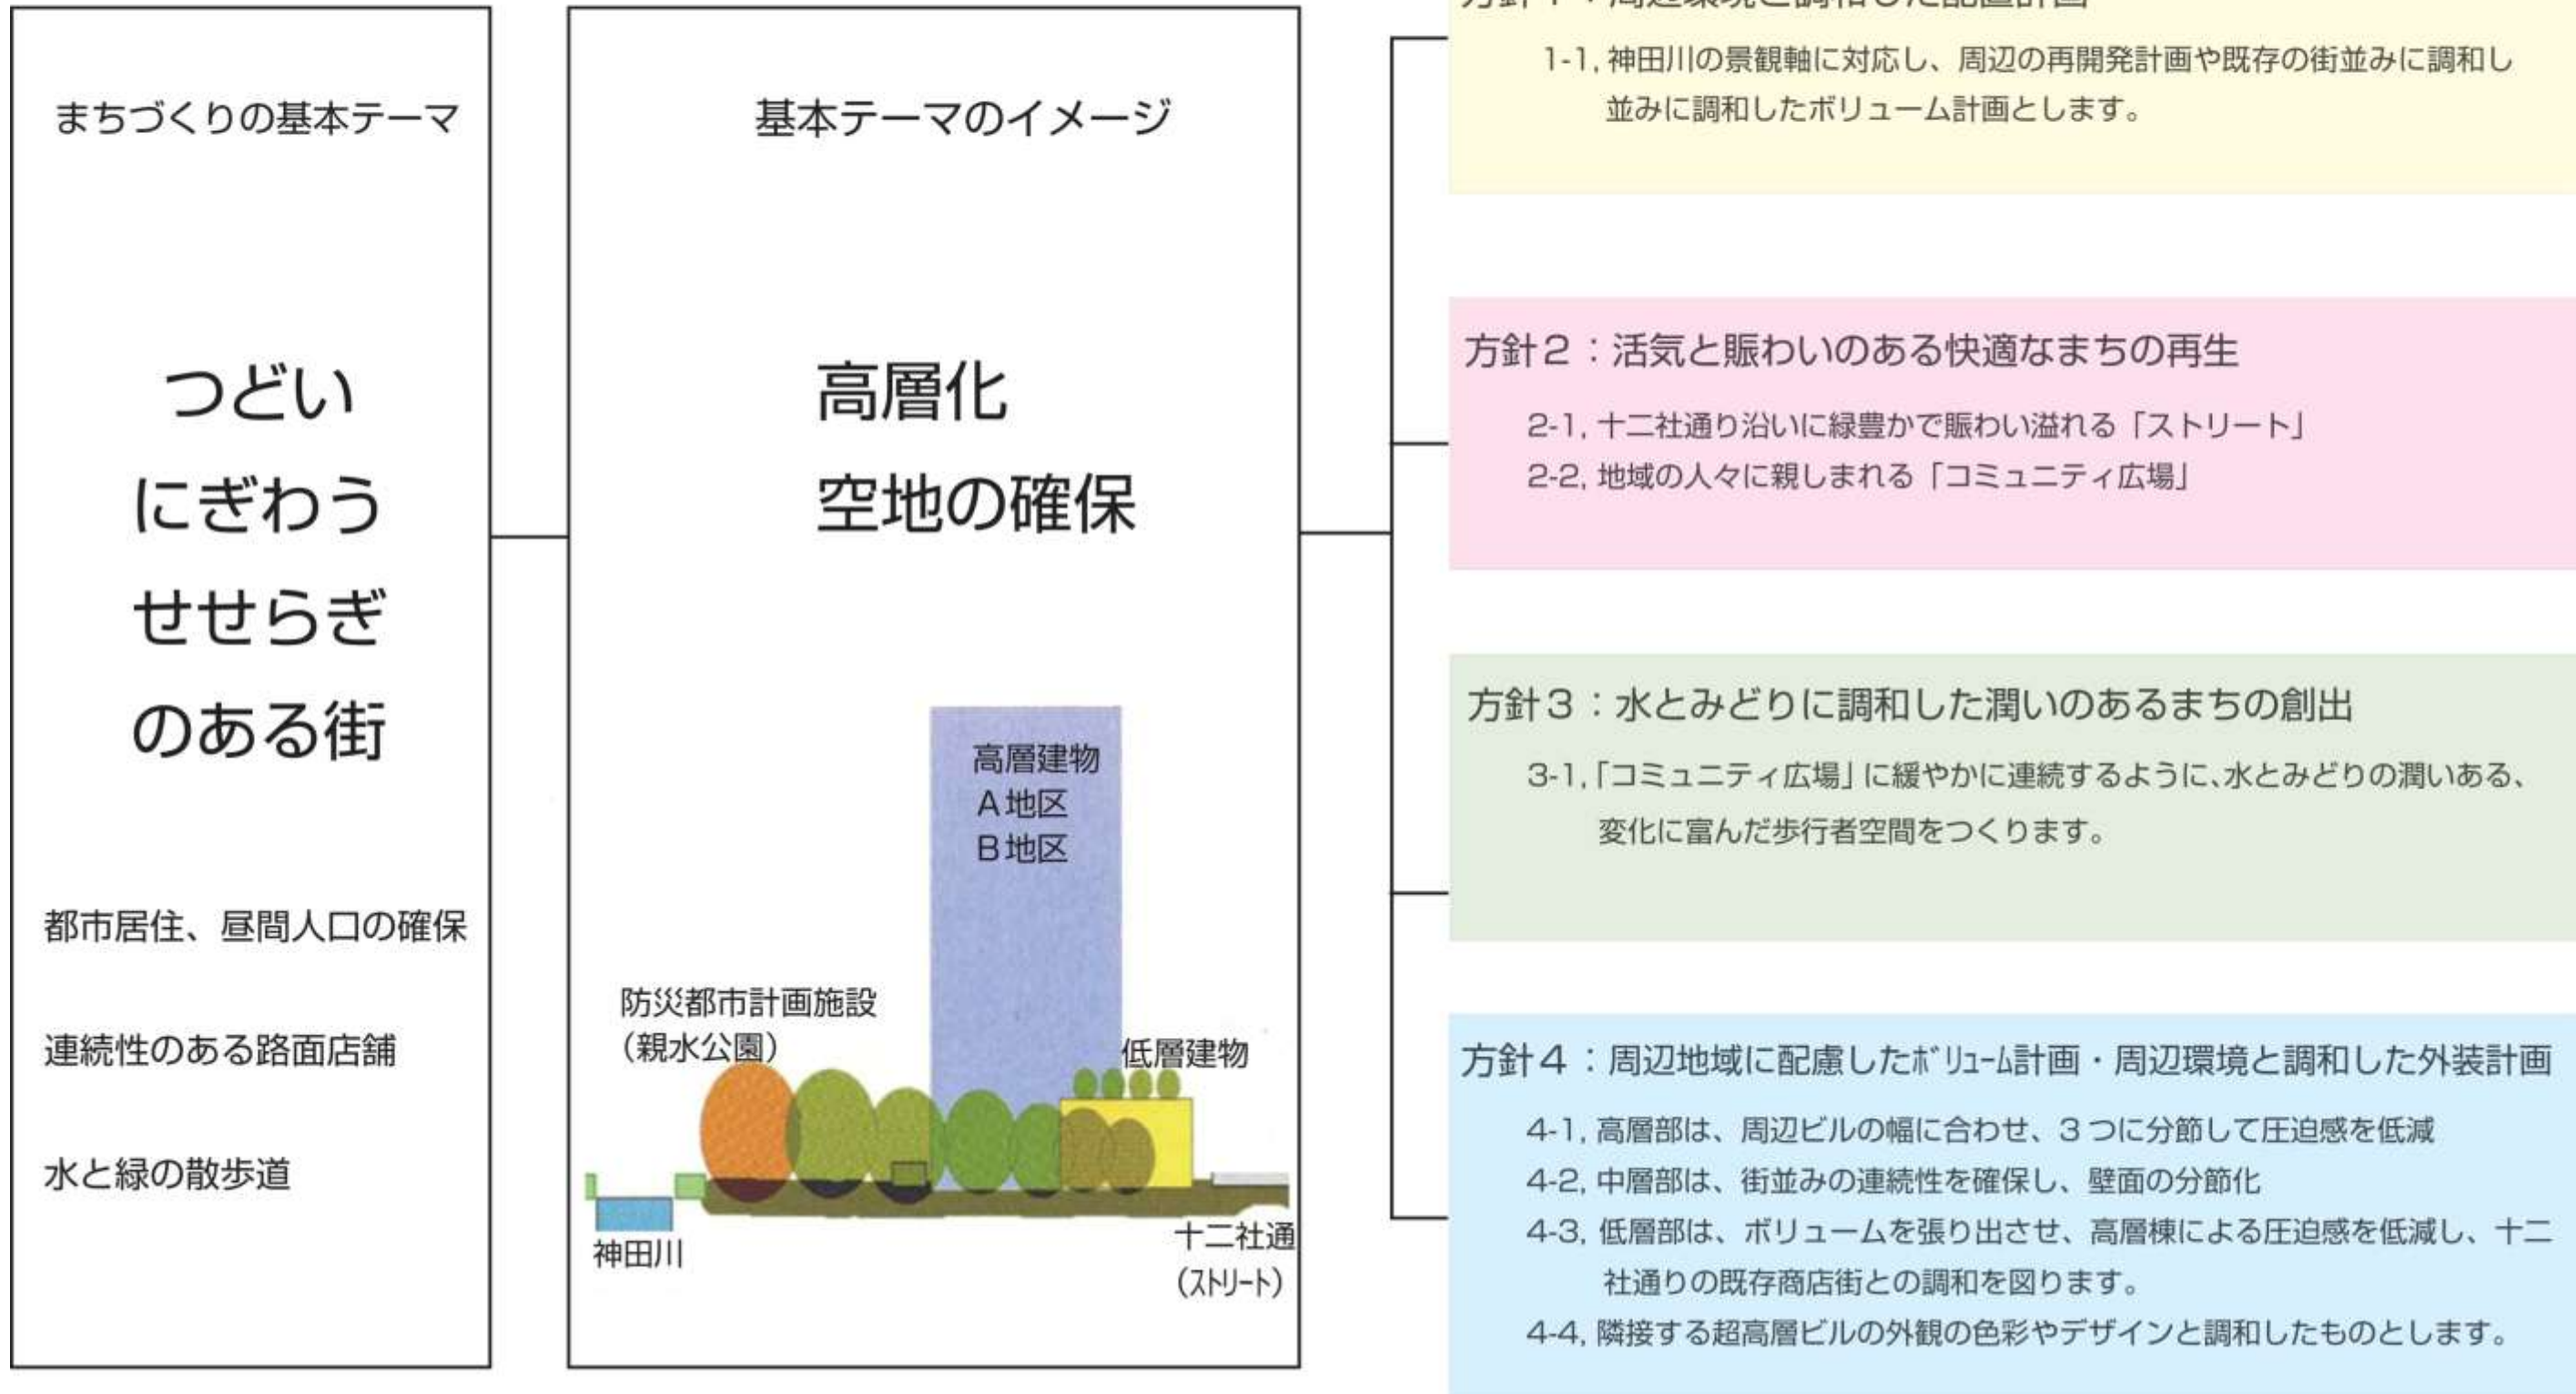 まちづくりの基本テーマ
つどい
にぎわう
せせらぎ
のある街
都市居住、昼間人口の確保
連続性のある路面店舗
水と緑の散歩道
基本テーマのイメージ
高層化
空地の確保
高層建物
A地区
B地区
防災都市計画施設
（親水公園）
低層建物
神田川
十二社通
（ストリート）
方針1：周辺環境と調和した配置計画
1-1, 神田川の景観軸に対応し、周辺の再開発計画や既存の街並みに調和し
並みに調和したボリューム計画とします。
方針2：活気と賑わいのある快適なまちの再生
2-1, 十二社通り沿いに緑豊かで賑わい溢れる「ストリート」
2-2, 地域の人々に親しまれる「コミュニティ広場」
方針3：水とみどりに調和した潤いのあるまちの創出
3-1,「コミュニティ広場」に緩やかに連続するように、水とみどりの潤いある、
変化に富んだ歩行者空間をつくります。
方針4：周辺地域に配慮したﾎﾞﾘｭｰﾑ計画・周辺環境と調和した外装計画
4-1, 高層部は、周辺ビルの幅に合わせ、3つに分節して圧迫感を低減
4-2, 中層部は、街並みの連続性を確保し、壁面の分節化
4-3, 低層部は、ボリュームを張り出させ、高層棟による圧迫感を低減し、十二
社通りの既存商店街との調和を図ります。
4-4, 隣接する超高層ビルの外観の色彩やデザインと調和したものとします。